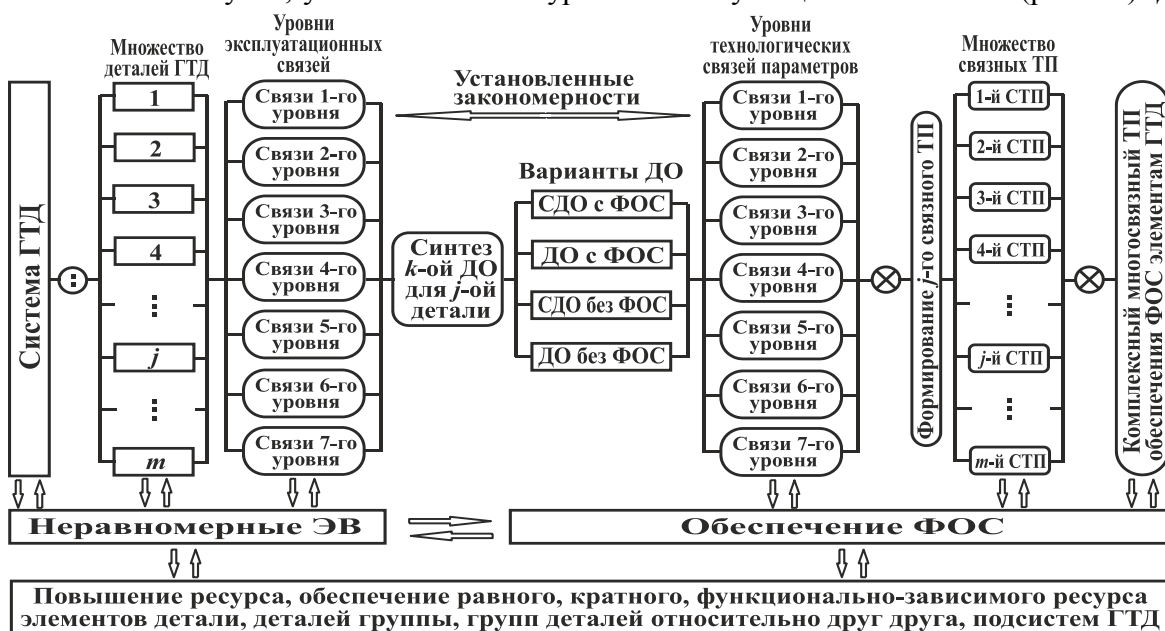 Уровни
эксплуатационных
связей
Множество
деталей ГТД
Уровни
технологических
связей параметров
Множество
связных ТП
Система ГТД
:
1
2
3
4
j
m
Связи 1-го
уровня
Связи 2-го
уровня
Связи 3-го
уровня
Связи 4-го
уровня
Связи 5-го
уровня
Связи 6-го
уровня
Связи 7-го
уровня
Установленные
закономерности
Синтез
k-ой ДО
для j-ой
детали
Варианты ДО
СДО с ФОС
ДО с ФОС
СДО без ФОС
ДО без ФОС
Связи 1-го
уровня
Связи 2-го
уровня
Связи 3-го
уровня
Связи 4-го
уровня
Связи 5-го
уровня
Связи 6-го
уровня
Связи 7-го
уровня
Формирование j-го связного ТП
1-й СТП
2-й СТП
3-й СТП
4-й СТП
j-й СТП
m-й СТП
Комплексный многосвязный ТП
обеспечения ФОС элементам ГТД
Неравномерные ЭВ
Обеспечение ФОС
Повышение ресурса, обеспечение равного, кратного, функционально-зависимого ресурса
элементов детали, деталей группы, групп деталей относительно друг друга, подсистем ГТД